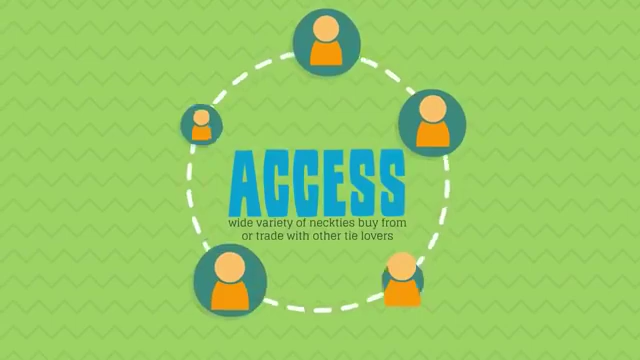 ACCESS
wide variety of neckties buy from
or trade with other tie lovers